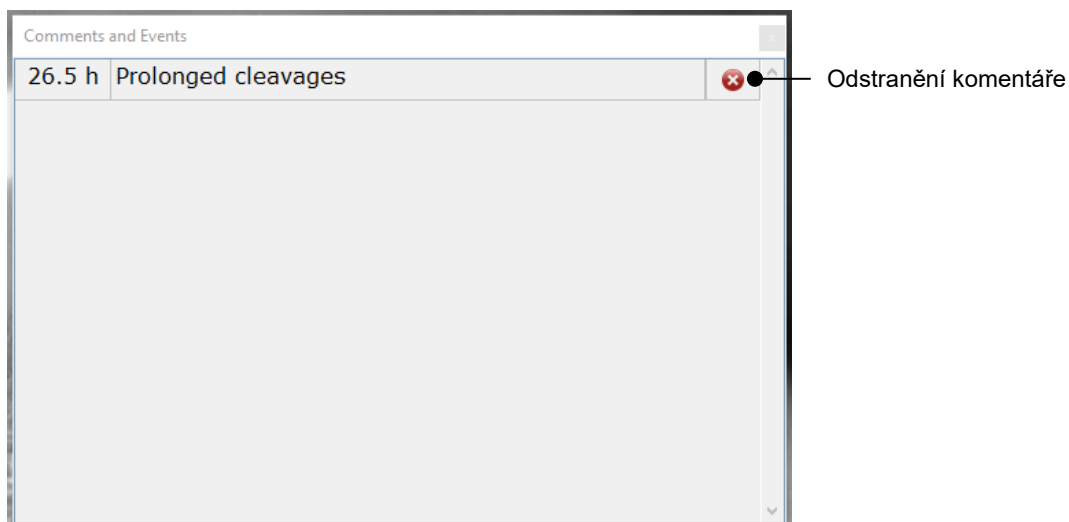 Comments and Events
26.5 h Prolonged cleavages
Odstranění komentáře